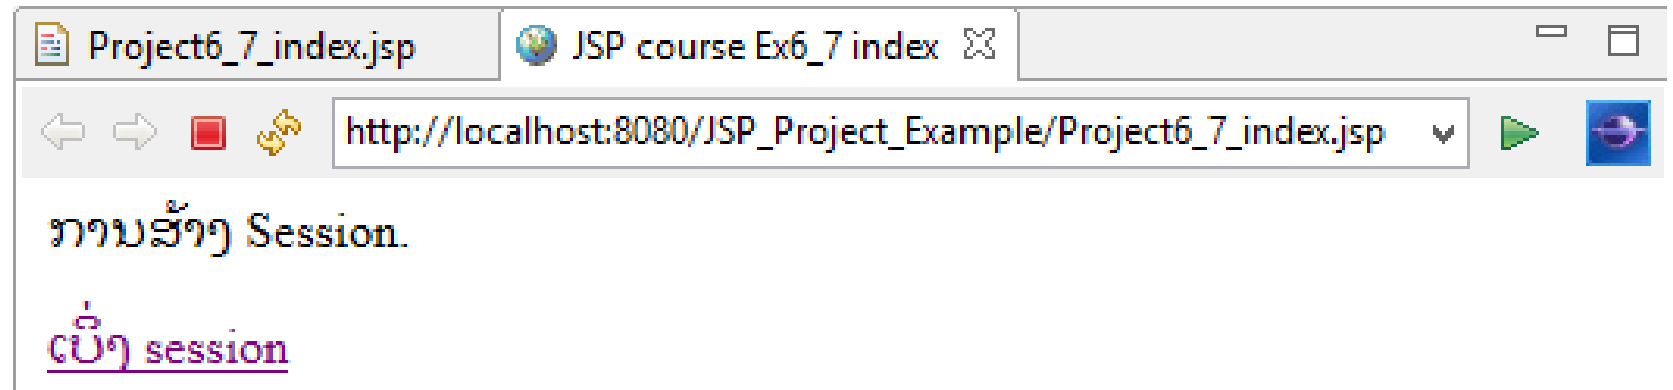 Project6_7_index.jsp
JSP course Ex6_7 index
http://localhost:8080/JSP_Project_Example/Project6_7_index.jsp
ການສ້າງ Session.
ເບິ່ງ session